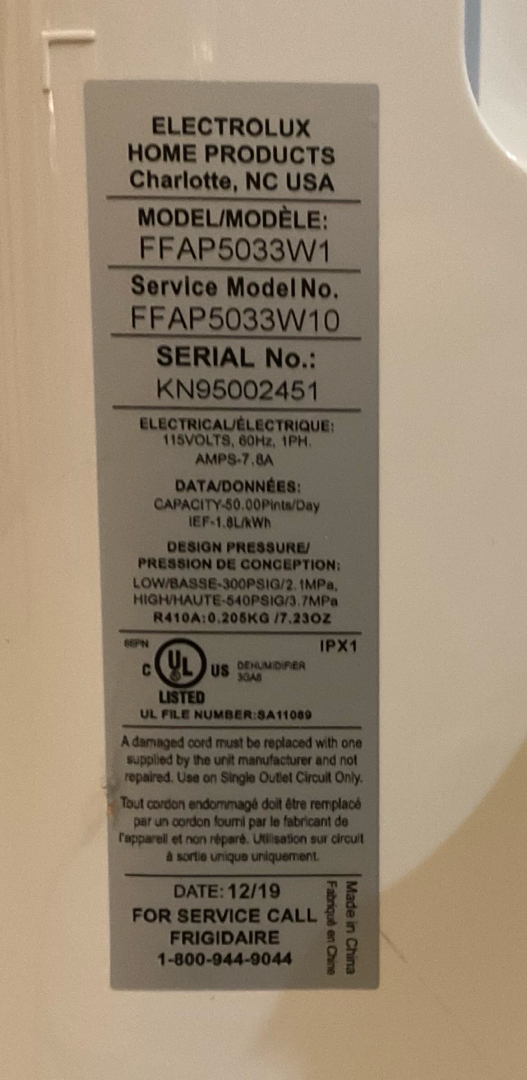 ELECTROLUX
HOME PRODUCTS
Charlotte, NC USA
MODEL/MODÈLE:
FFAP5033W1
Service Model No.
FFAP5033W10
SERIAL No.:
KN95002451
ELECTRICAL/ÉLECTRIQUE:
115VOLTS, 60Hz, 1PH.
AMPS-7.8A
DATA/DONNÉES:
CAPACITY-50.00Pints/Day
IEF-1.8L/kWh
DESIGN PRESSURE/
PRESSION DE CONCEPTION:
LOW/BASSE-300PSIG/2.1MPa,
HIGH/HAUTE-540PSIG/3.7MPa
R410A:0.205KG /7.23OZ
IPX1
C UL US
DEHUMIDIFIER
3GA8
LISTED
UL FILE NUMBER:SA11089
A damaged cord must be replaced with one
supplied by the unit manufacturer and not
repaired. Use on Single Outlet Circuit Only.
Tout cordon endommagé doit être remplacé
par un cordon fourni par le fabricant de
l'appareil et non réparé. Utilisation sur circuit
à sortie unique uniquement.
DATE: 12/19
FOR SERVICE CALL
FRIGIDAIRE
1-800-944-9044
Made in China
Fabriqué en Chine